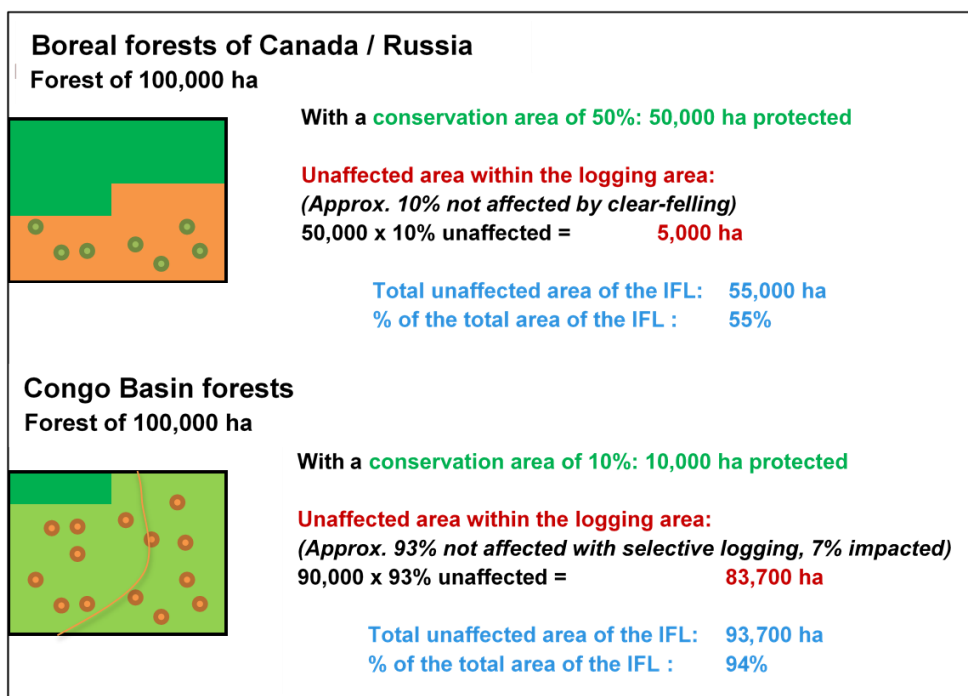 Boreal forests of Canada / Russia
Forest of 100,000 ha
With a conservation area of 50%: 50,000 ha protected
Unaffected area within the logging area:
(Approx. 10% not affected by clear-felling)
50,000 x 10% unaffected = 5,000 ha
Total unaffected area of the IFL: 55,000 ha
% of the total area of the IFL : 55%
Congo Basin forests
Forest of 100,000 ha
With a conservation area of 10%: 10,000 ha protected
Unaffected area within the logging area:
(Approx. 93% not affected with selective logging, 7% impacted)
90,000 x 93% unaffected = 83,700 ha
Total unaffected area of the IFL: 93,700 ha
% of the total area of the IFL : 94%